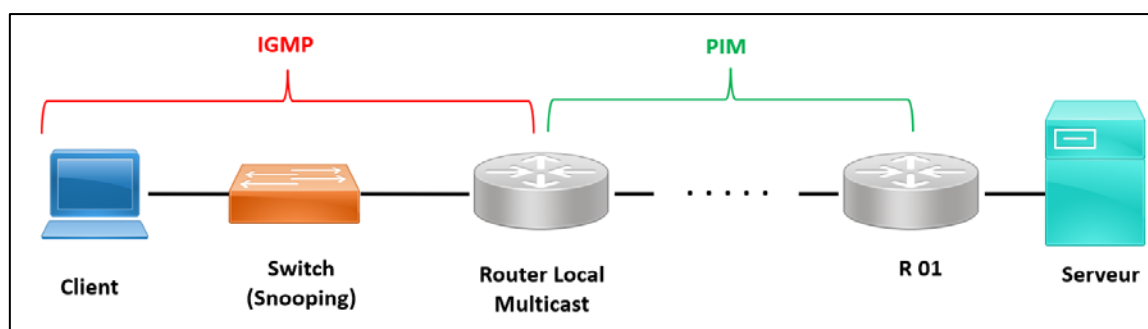 IGMP
PIM
Client
Switch
(Snooping)
Router Local
Multicast
R 01
Serveur